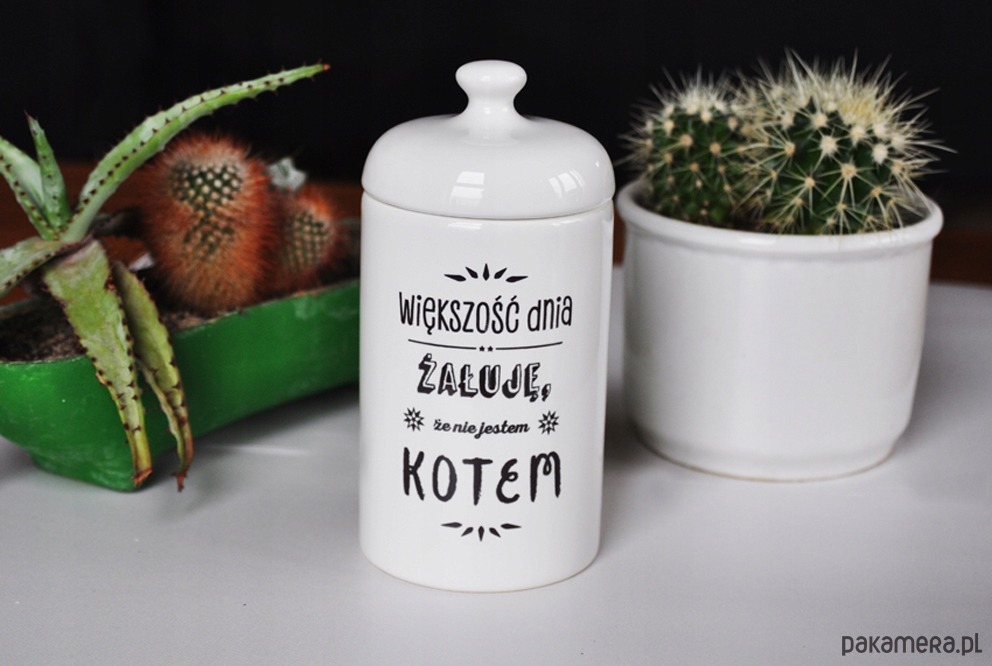 Większość dnia
ŻAŁUJĘ,
że nie jestem
KOTEM
pakamera.pl